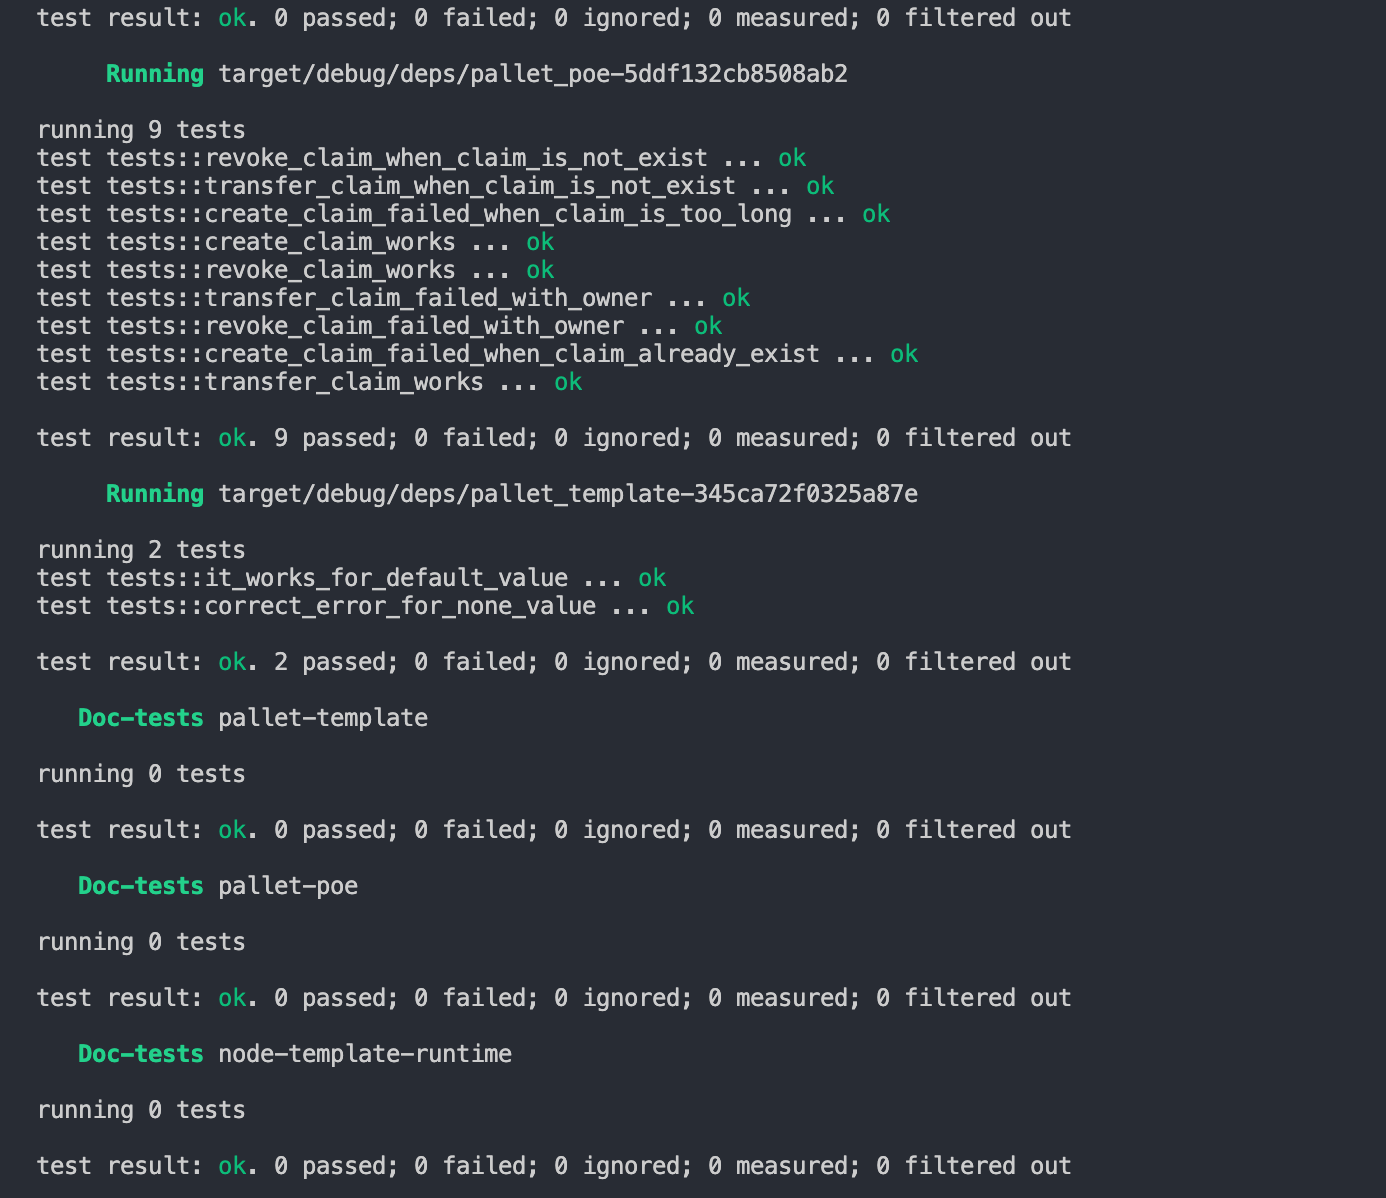 test result: ok. 0 passed; 0 failed; 0 ignored; 0 measured; 0 filtered out
Running target/debug/deps/pallet_poe-5ddf132cb8508ab2
running 9 tests
test tests::revoke_claim_when_claim_is_not_exist ... ok
test tests::transfer_claim_when_claim_is_not_exist ... ok
test tests::create_claim_failed_when_claim_is_too_long ... ok
test tests::create_claim_works ... ok
test tests::revoke_claim_works ... ok
test tests::transfer_claim_failed_with_owner ... ok
test tests::revoke_claim_failed_with_owner ... ok
test tests::create_claim_failed_when_claim_already_exist ... ok
test tests::transfer_claim_works ... ok
test result: ok. 9 passed; 0 failed; 0 ignored; 0 measured; 0 filtered out
Running target/debug/deps/pallet_template-345ca72f0325a87e
running 2 tests
test tests::it_works_for_default_value ... ok
test tests::correct_error_for_none_value ... ok
test result: ok. 2 passed; 0 failed; 0 ignored; 0 measured; 0 filtered out
Doc-tests pallet-template
running 0 tests
test result: ok. 0 passed; 0 failed; 0 ignored; 0 measured; 0 filtered out
Doc-tests pallet-poe
running 0 tests
test result: ok. 0 passed; 0 failed; 0 ignored; 0 measured; 0 filtered out
Doc-tests node-template-runtime
running 0 tests
test result: ok. 0 passed; 0 failed; 0 ignored; 0 measured; 0 filtered out